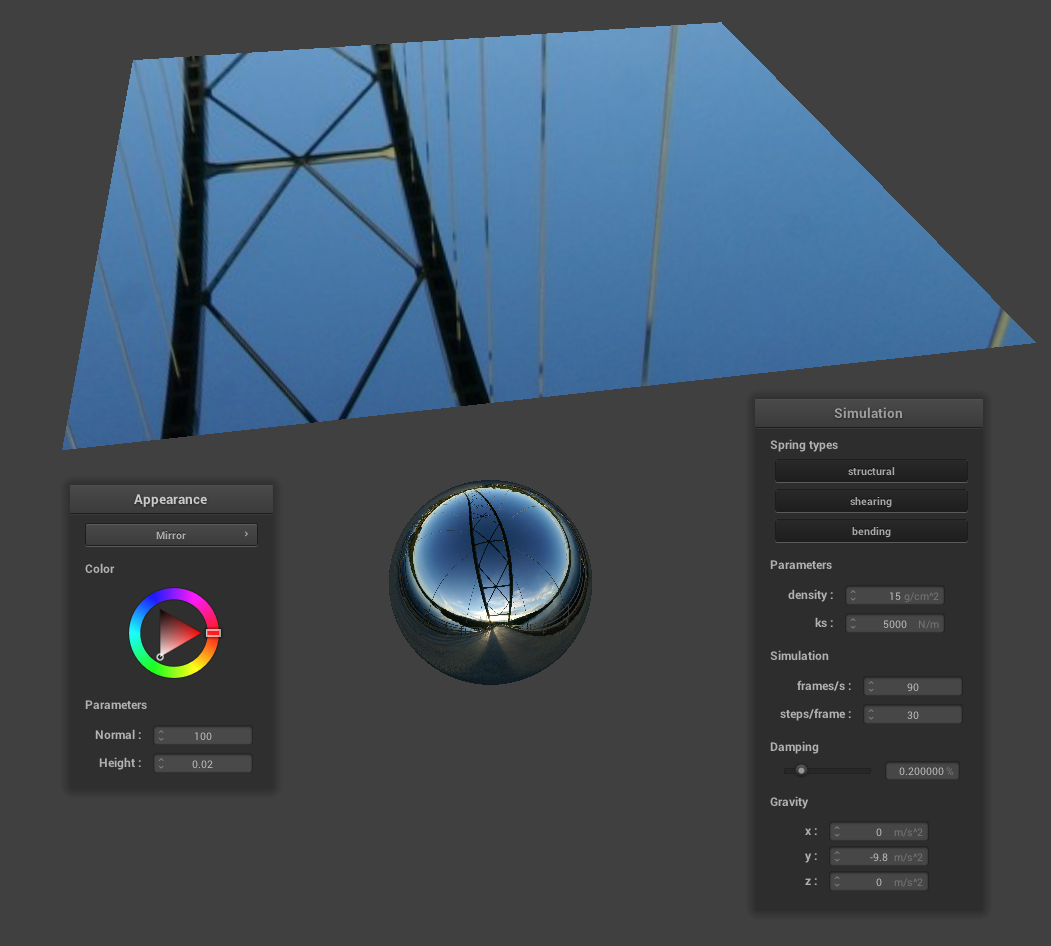 Appearance
Mirror ›
Color
Parameters
Normal : 100
Height : 0.02
Simulation
Spring types
structural
shearing
bending
Parameters
density : 15 g/cm^2
ks : 5000 N/m
Simulation
frames/s : 90
steps/frame : 30
Damping
0.200000 %
Gravity
x : 0 m/s^2
y : -9.8 m/s^2
z : 0 m/s^2